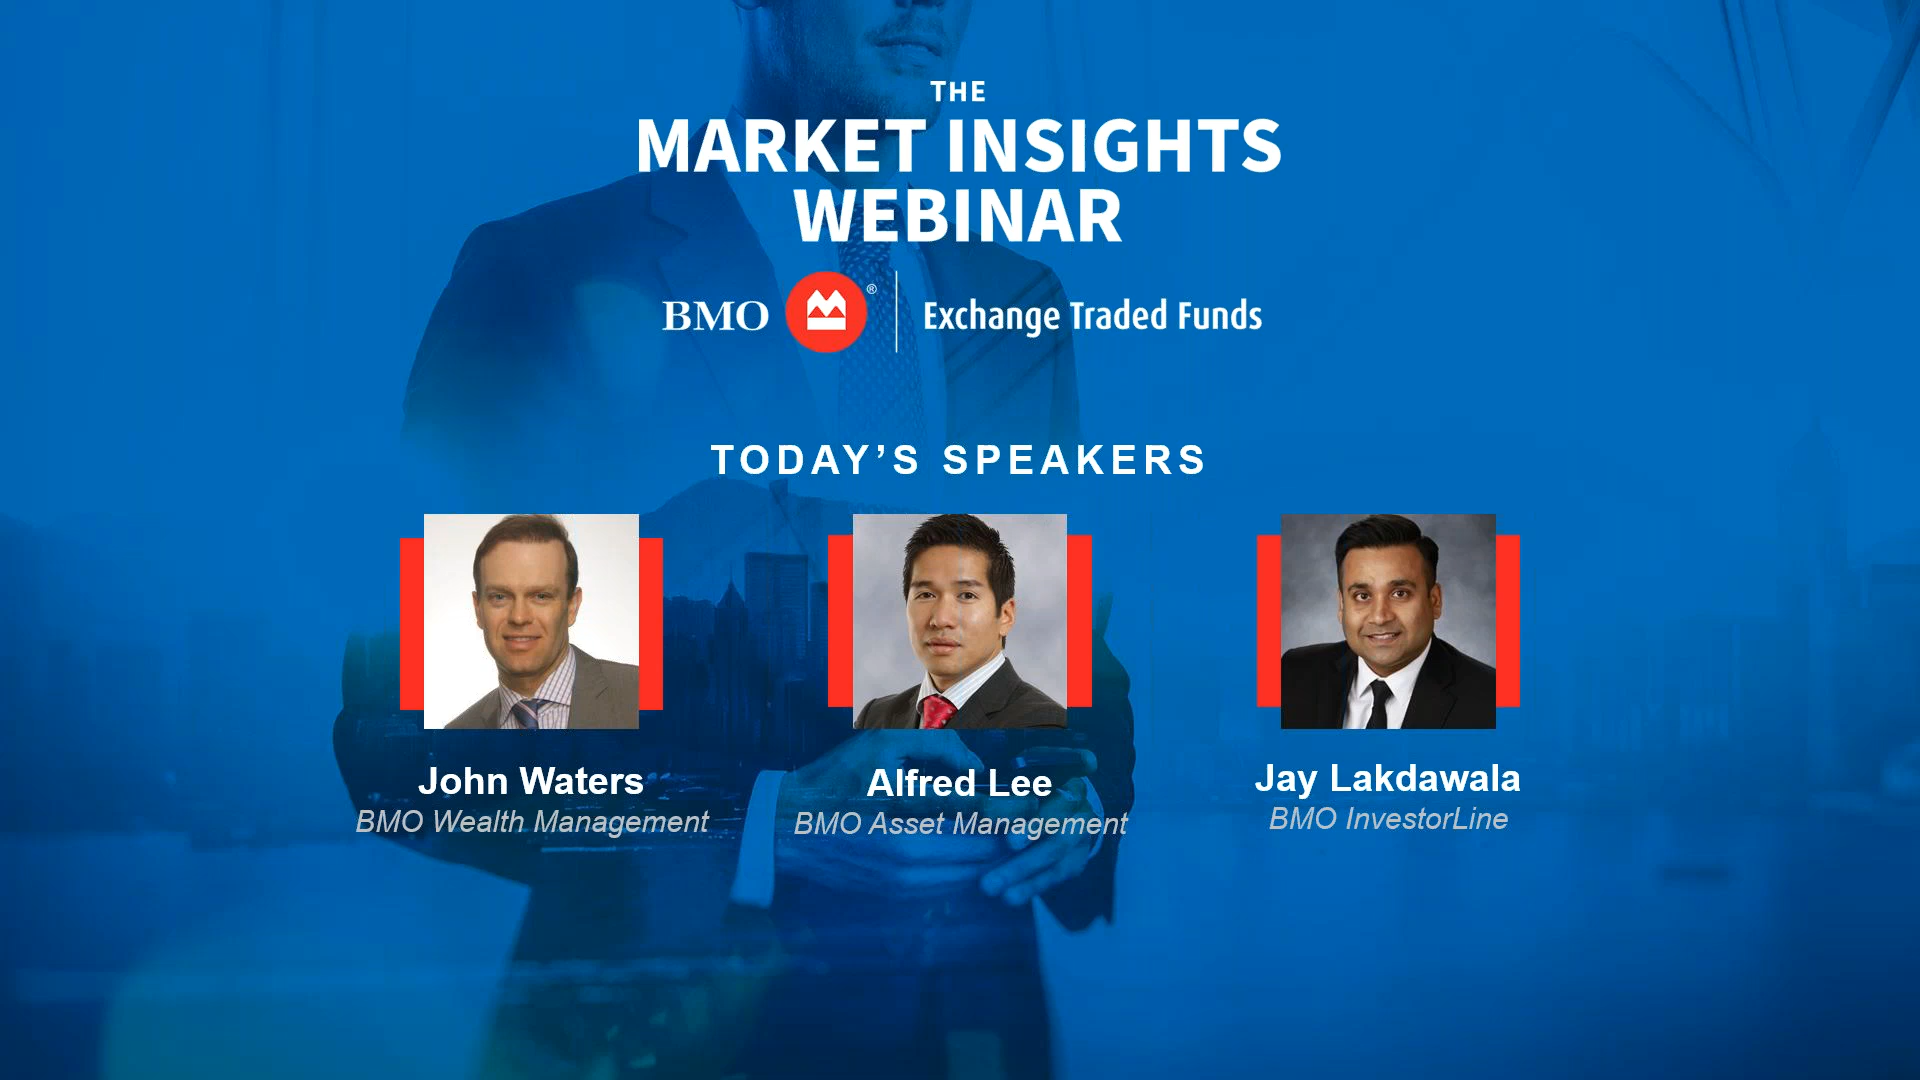 THE
MARKET INSIGHTS
WEBINAR
BMO ® Exchange Traded Funds
TODAY’S SPEAKERS
John Waters
BMO Wealth Management
Alfred Lee
BMO Asset Management
Jay Lakdawala
BMO InvestorLine